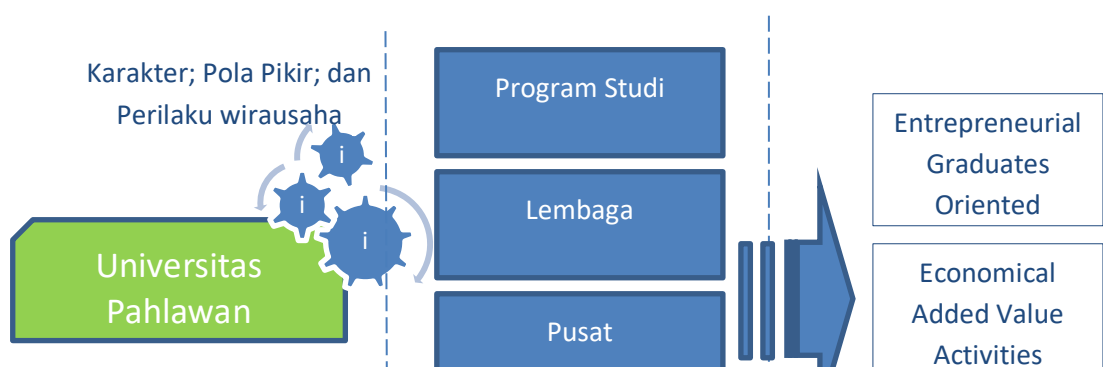 Karakter; Pola Pikir; dan
Perilaku wirausaha
i
i
i
Universitas
Pahlawan
Program Studi
Lembaga
Pusat
Entrepreneurial
Graduates
Oriented
Economical
Added Value
Activities